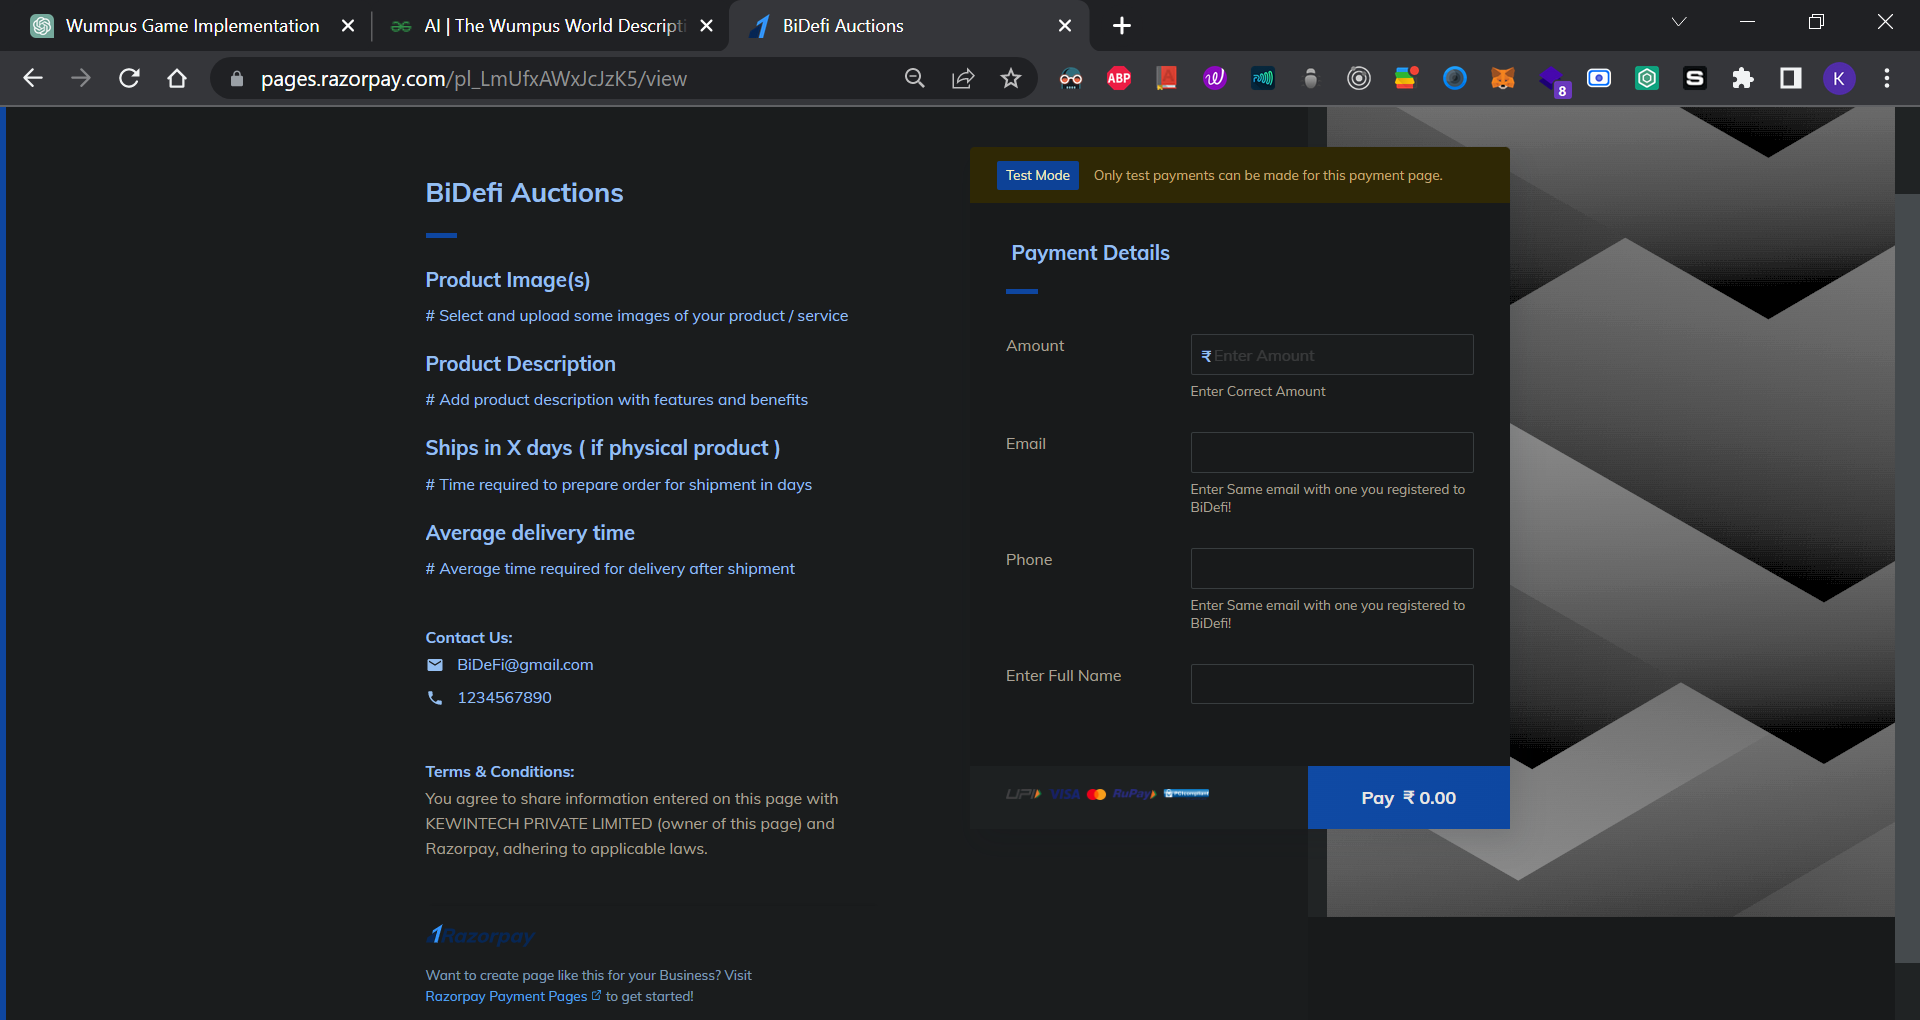 Wumpus Game Implementation
AI | The Wumpus World Descripti
BiDefi Auctions
pages.razorpay.com/pl_LmUfxAWxJcJzK5/view
ABP
8
S
K
BiDefi Auctions
Product Image(s)
# Select and upload some images of your product / service
Product Description
# Add product description with features and benefits
Ships in X days ( if physical product )
# Time required to prepare order for shipment in days
Average delivery time
# Average time required for delivery after shipment
Contact Us:
BiDeFi@gmail.com
1234567890
Terms & Conditions:
You agree to share information entered on this page with
KEWINTECH PRIVATE LIMITED (owner of this page) and
Razorpay, adhering to applicable laws.
Razorpay
Want to create page like this for your Business? Visit
Razorpay Payment Pages to get started!
Test Mode Only test payments can be made for this payment page.
Payment Details
Amount
₹ Enter Amount
Enter Correct Amount
Email
Enter Same email with one you registered to
BiDefi!
Phone
Enter Same email with one you registered to
BiDefi!
Enter Full Name
UPI VISA RuPay
Pay ₹ 0.00